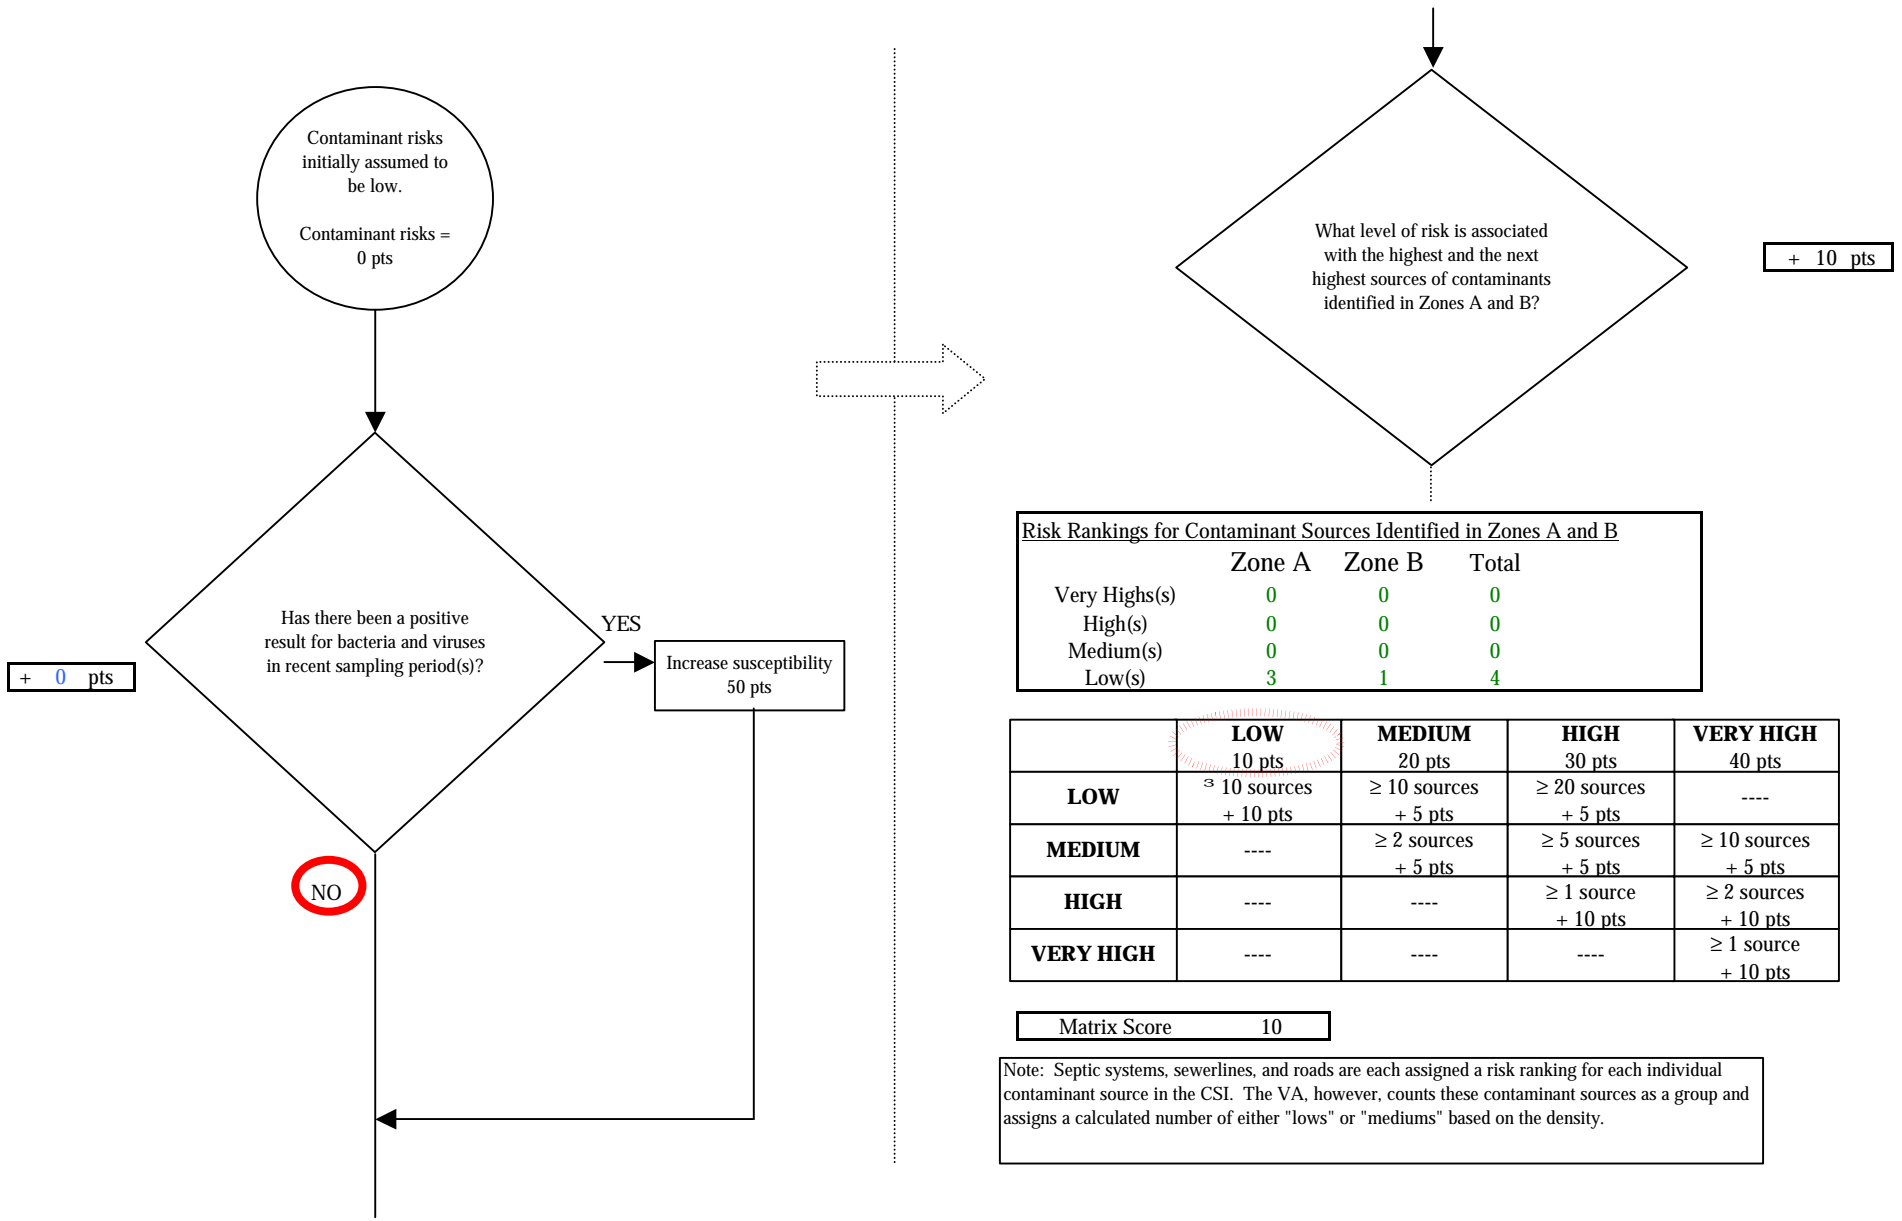 Contaminant risks
initially assumed to
be low.
Contaminant risks =
0 pts
Has there been a positive
result for bacteria and viruses
in recent sampling period(s)?
+ 0 pts
YES
Increase susceptibility
50 pts
NO
What level of risk is associated
with the highest and the next
highest sources of contaminants
identified in Zones A and B?
+ 10 pts
Risk Rankings for Contaminant Sources Identified in Zones A and B
Zone A Zone B Total
Very Highs(s) 0 0 0
High(s) 0 0 0
Medium(s) 0 0 0
Low(s) 3 1 4
LOW MEDIUM HIGH VERY HIGH
10 pts 20 pts 30 pts 40 pts
LOW ³ 10 sources ≥ 10 sources ≥ 20 sources ----
+ 10 pts + 5 pts + 5 pts
MEDIUM ---- ≥ 2 sources ≥ 5 sources ≥ 10 sources
+ 5 pts + 5 pts + 5 pts
HIGH ---- ---- ≥ 1 source ≥ 2 sources
+ 10 pts + 10 pts
VERY HIGH ---- ---- ---- ≥ 1 source
+ 10 pts
Matrix Score 10
Note: Septic systems, sewerlines, and roads are each assigned a risk ranking for each individual
contaminant source in the CSI. The VA, however, counts these contaminant sources as a group and
assigns a calculated number of either "lows" or "mediums" based on the density.